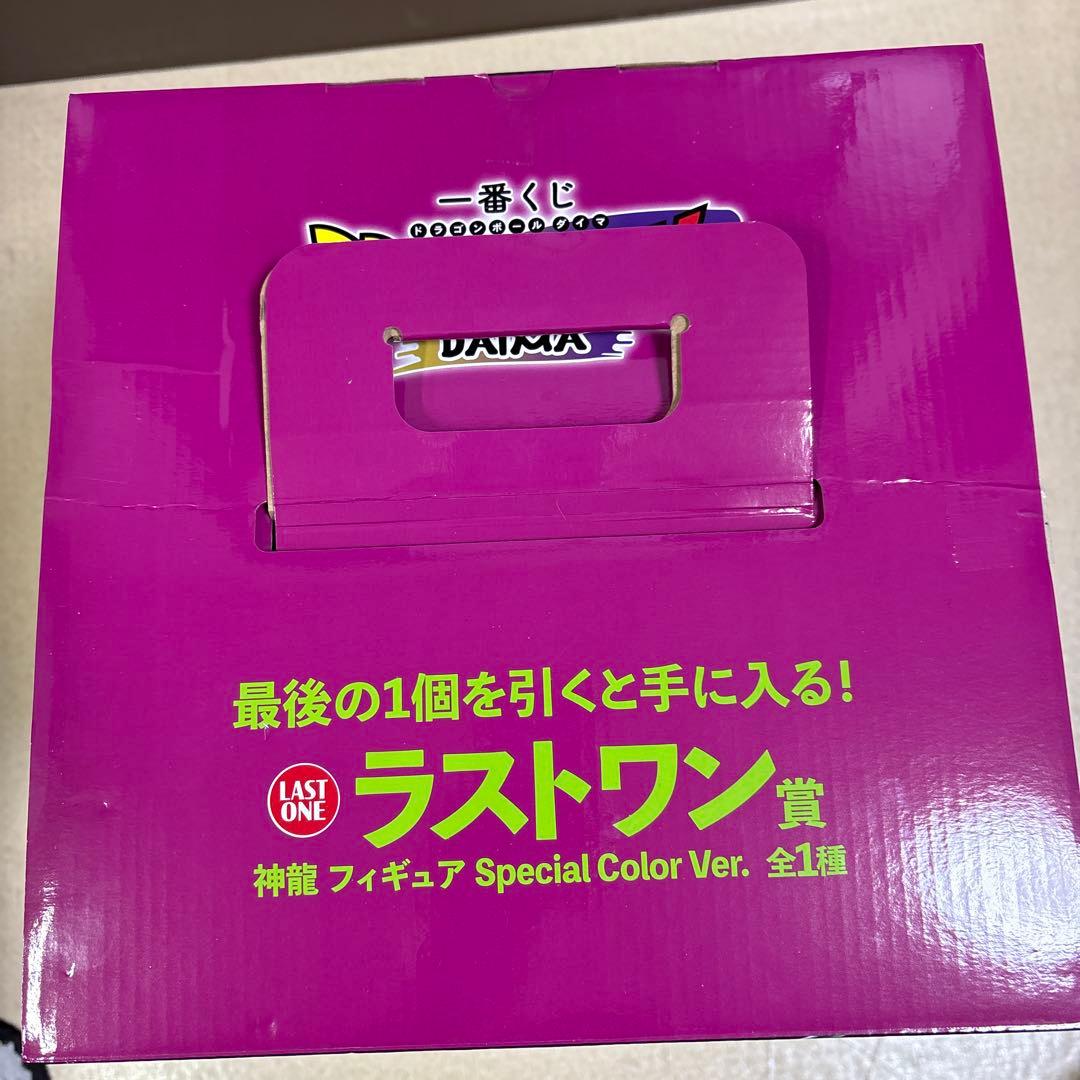 一番くじ
ドラゴンボール ダイマ
DAIMA
最後の1個を引くと手に入る!
LAST
ONE
ラストワン賞
神龍 フィギュア Special Color Ver. 全1種